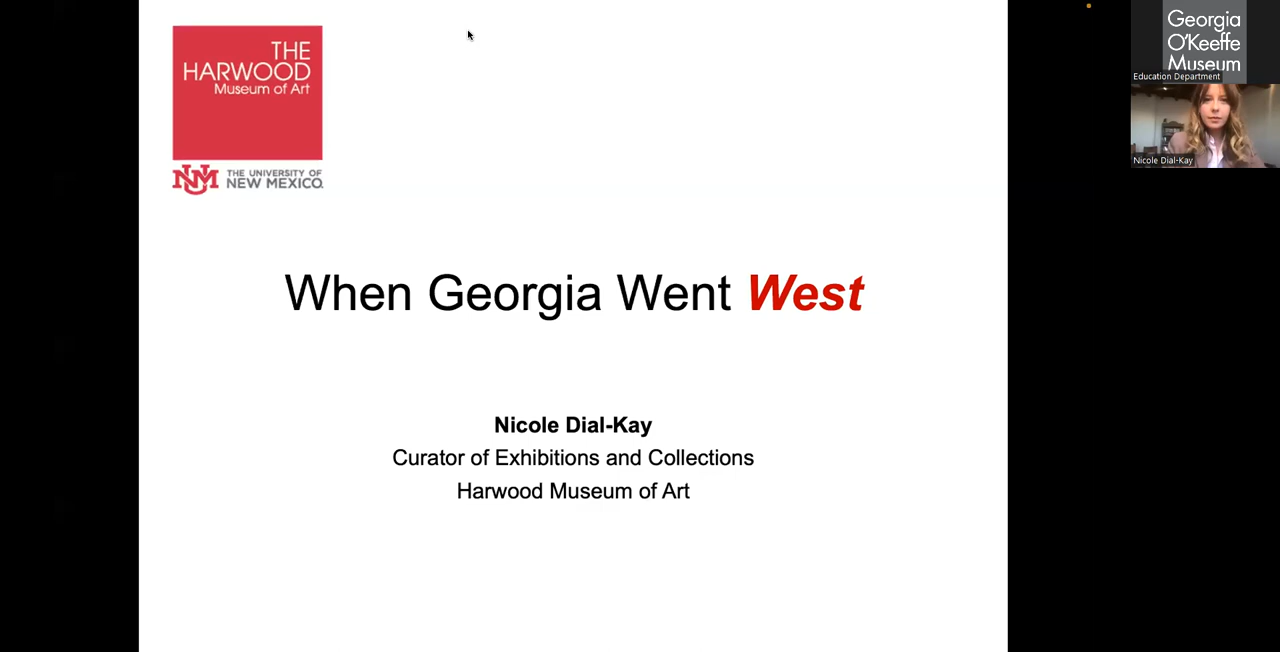 THE
HARWOOD
Museum of Art
UNM THE UNIVERSITY OF
NEW MEXICO.
Georgia
O'Keeffe
Museum
Education Department
Nicole Dial-Kay
When Georgia Went West
Nicole Dial-Kay
Curator of Exhibitions and Collections
Harwood Museum of Art